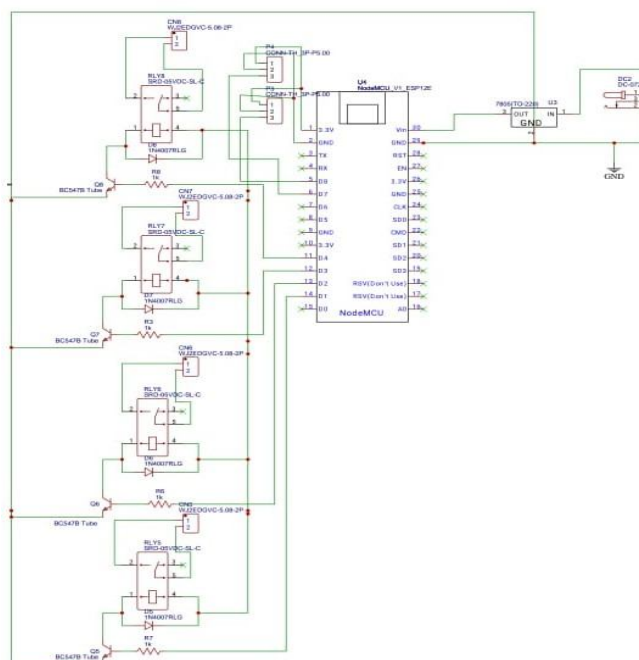 CN8
WJ2EDGVC-5.08-2P
1
2
RLY8
SRD-05VDC-SL-C
2
3
5
1
4
D8
1N4007RLG
Q8
BC547B Tube
R8
1k
P4
CONN-TH_3P-P5.00
1
2
3
P3
CONN-TH_3P-P5.00
1
2
3
U4
NodeMCU_V1_ESP12E
1 3.3V
2 GND
3 TX
4 RX
5 D8
6 D7
7 D6
8 D5
9 GND
10 3.3V
11 D4
12 D3
13 D2
14 D1
15 D0
Vin 30
GND 29
RST 28
EN 27
3.3V 26
GND 25
CLK 24
SD0 23
CMD 22
SD1 21
SD2 20
SD3 19
RSV(Don't Use) 18
RSV(Don't Use) 17
A0 16
NodeMCU
U3
7805(TO-220)
3 OUT IN 1
GND
2
DC2
GND
CN7
WJ2EDGVC-5.08-2P
1
2
RLY7
SRD-05VDC-SL-C
2
3
5
1
4
D7
1N4007RLG
Q7
BC547B Tube
R3
1k
CN6
WJ2EDGVC-5.08-2P
1
2
RLY6
SRD-05VDC-SL-C
2
3
5
1
4
D6
1N4007RLG
Q6
BC547B Tube
R5
1k
CN5
WJ2EDGVC-5.08-2P
1
2
RLY5
SRD-05VDC-SL-C
2
3
5
1
4
D5
1N4007RLG
Q5
BC547B Tube
R7
1k